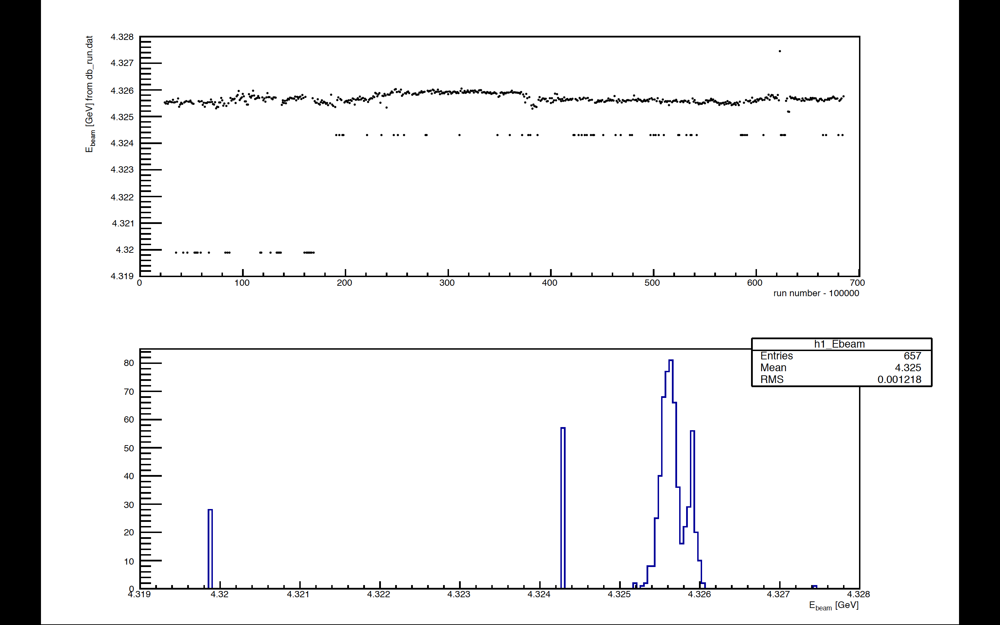 E_beam [GeV] from db_run.dat
4.328
4.327
4.326
4.325
4.324
4.323
4.322
4.321
4.32
4.319
0 100 200 300 400 500 600 700
run number - 100000
h1_Ebeam
Entries 657
Mean 4.325
RMS 0.001218
80
70
60
50
40
30
20
10
0
4.319 4.32 4.321 4.322 4.323 4.324 4.325 4.326 4.327 4.328
E_beam [GeV]